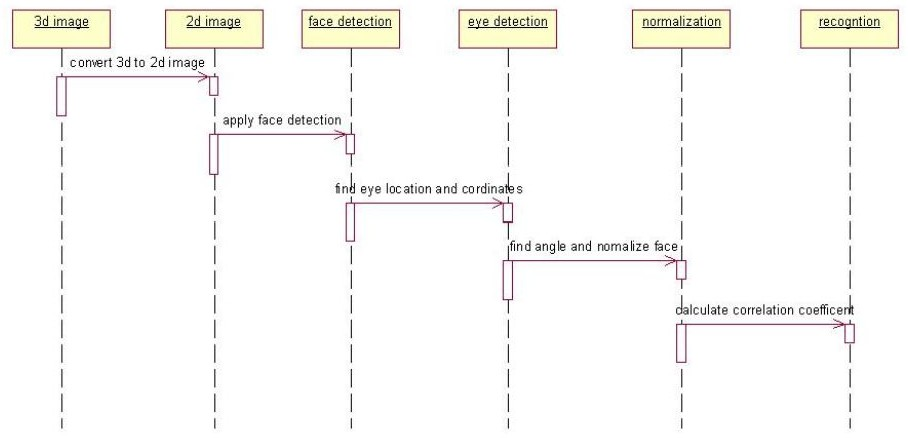 3d image
2d image
face detection
eye detection
normalization
recogntion
convert 3d to 2d image
apply face detection
find eye location and cordinates
find angle and nomalize face
calculate correlation coefficent